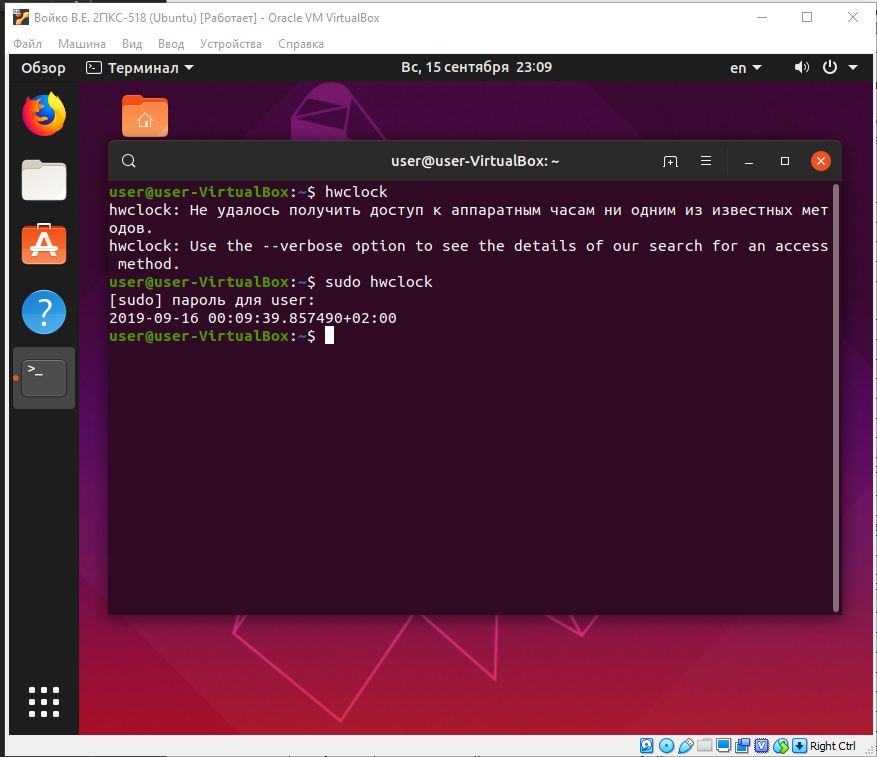 Войко В.Е. 2ПКС-518 (Ubuntu) [Работает] - Oracle VM VirtualBox
Файл Машина Вид Ввод Устройства Справка
Обзор Терминал Вс, 15 сентября 23:09 en
user@user-VirtualBox: ~
user@user-VirtualBox:~$ hwclock
hwclock: Не удалось получить доступ к аппаратным часам ни одним из известных мет
одов.
hwclock: Use the --verbose option to see the details of our search for an access
 method.
user@user-VirtualBox:~$ sudo hwclock
[sudo] пароль для user:
2019-09-16 00:09:39.857490+02:00
user@user-VirtualBox:~$
Right Ctrl